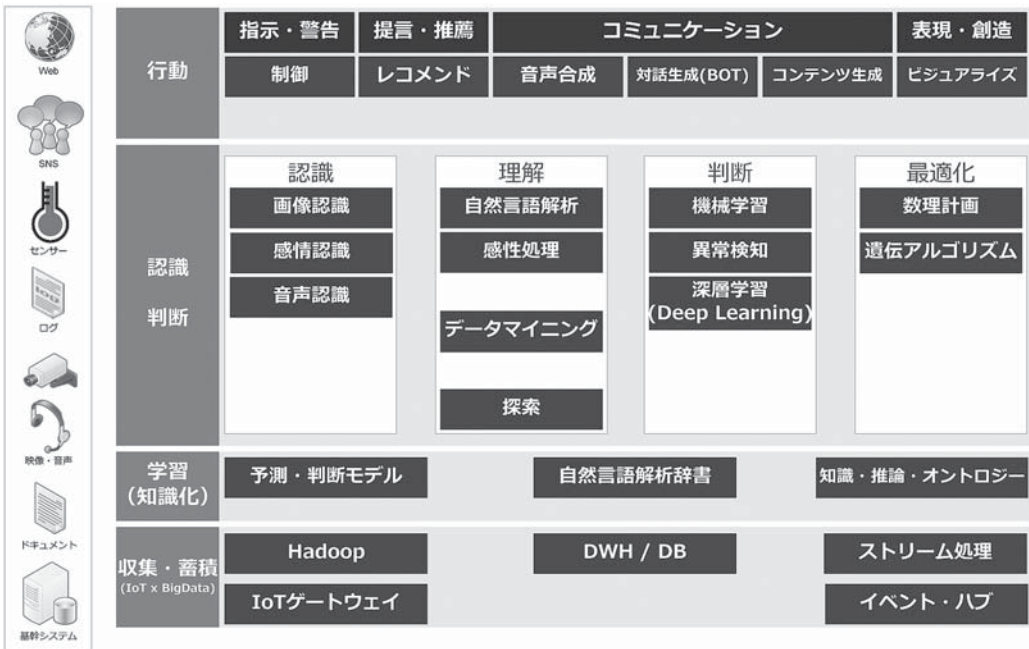 Web
SNS
センサー
ログ
映像・音声
ドキュメント
基幹システム
行動
指示・警告
提言・推薦
コミュニケーション
表現・創造
制御
レコメンド
音声合成
対話生成(BOT)
コンテンツ生成
ビジュアライズ
認識
判断
認識
画像認識
感情認識
音声認識
理解
自然言語解析
感性処理
データマイニング
探索
判断
機械学習
異常検知
深層学習
(Deep Learning)
最適化
数理計画
遺伝アルゴリズム
学習
(知識化)
予測・判断モデル
自然言語解析辞書
知識・推論・オントロジー
収集・蓄積
(IoT x BigData)
Hadoop
DWH / DB
ストリーム処理
IoTゲートウェイ
イベント・ハブ